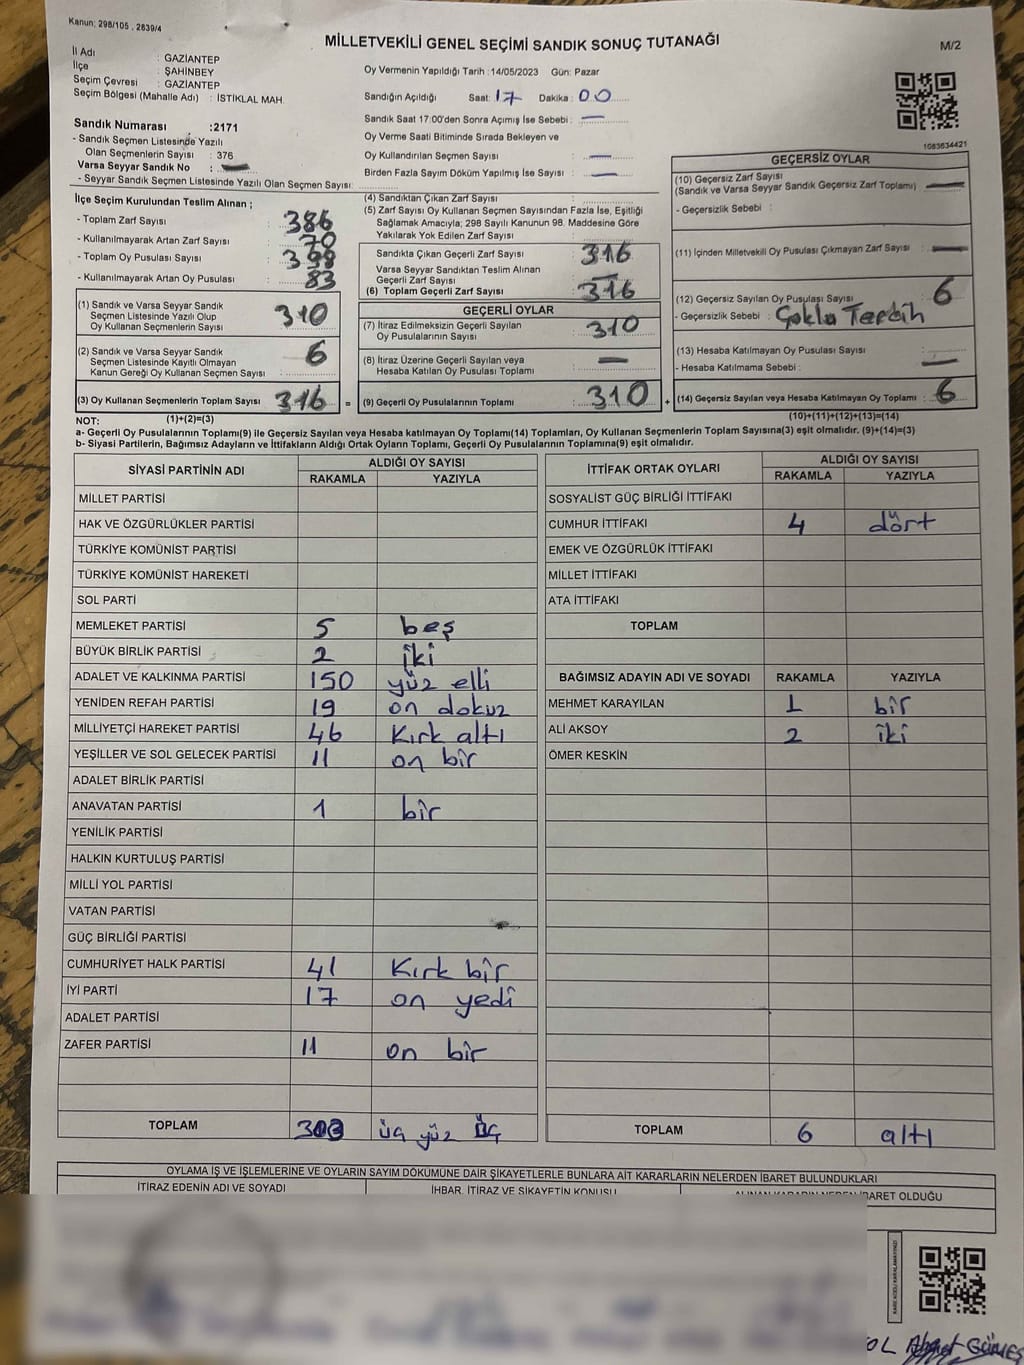 Kanun; 298/105 , 2839/4
MİLLETVEKİLİ GENEL SEÇİMİ SANDIK SONUÇ TUTANAĞI
M/2
İl Adı : GAZİANTEP
İlçe : ŞAHİNBEY
Seçim Çevresi : GAZİANTEP
Seçim Bölgesi (Mahalle Adı) : İSTİKLAL MAH.
Sandık Numarası :2171
- Sandık Seçmen Listesinde Yazılı
Olan Seçmenlerin Sayısı : 376
Varsa Seyyar Sandık No :
- Seyyar Sandık Seçmen Listesinde Yazılı Olan Seçmen Sayısı :
Oy Vermenin Yapıldığı Tarih : 14/05/2023 Gün: Pazar
Sandığın Açıldığı Saat: 17 Dakika : 00
Sandık Saat 17:00'den Sonra Açımış İse Sebebi : —
Oy Verme Saati Bitiminde Sırada Bekleyen ve
Oy Kullandırılan Seçmen Sayısı : —
Birden Fazla Sayım Döküm Yapılmış İse Sayısı : —
1083634421
İlçe Seçim Kurulundan Teslim Alınan ;
- Toplam Zarf Sayısı : 386
- Kullanılmayarak Artan Zarf Sayısı : 70
- Toplam Oy Pusulası Sayısı : 398
- Kullanılmayarak Artan Oy Pusulası : 83
(1) Sandık ve Varsa Seyyar Sandık
Seçmen Listesinde Yazılı Olup
Oy Kullanan Seçmenlerin Sayısı : 310
(2) Sandık ve Varsa Seyyar Sandık
Seçmen Listesinde Kayıtlı Olmayan
Kanun Gereği Oy Kullanan Seçmen Sayısı : 6
(3) Oy Kullanan Seçmenlerin Toplam Sayısı 316 =
(1)+(2)=(3)
(4) Sandıktan Çıkan Zarf Sayısı :
(5) Zarf Sayısı Oy Kullanan Seçmen Sayısından Fazla İse, Eşitliği
Sağlamak Amacıyla; 298 Sayılı Kanunun 98. Maddesine Göre
Yakılarak Yok Edilen Zarf Sayısı :
Sandıkta Çıkan Geçerli Zarf Sayısı : 316
Varsa Seyyar Sandıktan Teslim Alınan
Geçerli Zarf Sayısı : —
(6) Toplam Geçerli Zarf Sayısı : 316
GEÇERLİ OYLAR
(7) İtiraz Edilmeksizin Geçerli Sayılan
Oy Pusulalarının Sayısı : 310
(8) İtiraz Üzerine Geçerli Sayılan veya
Hesaba Katılan Oy Pusulası Toplamı : —
(9) Geçerli Oy Pusulalarının Toplamı : 310 +
GEÇERSİZ OYLAR
(10) Geçersiz Zarf Sayısı
(Sandık ve Varsa Seyyar Sandık Geçersiz Zarf Toplamı) : —
- Geçersizlik Sebebi :
(11) İçinden Milletvekili Oy Pusulası Çıkmayan Zarf Sayısı : —
(12) Geçersiz Sayılan Oy Pusulası Sayısı : 6
- Geçersizlik Sebebi : Çoklu Tercih
(13) Hesaba Katılmayan Oy Pusulası Sayısı :
- Hesaba Katılmama Sebebi : —
(14) Geçersiz Sayılan veya Hesaba Katılmayan Oy Toplamı : 6
(10)+(11)+(12)+(13)=(14)
NOT:
a- Geçerli Oy Pusulalarının Toplamı(9) ile Geçersiz Sayılan veya Hesaba katılmayan Oy Toplamı(14) Toplamları, Oy Kullanan Seçmenlerin Toplam Sayısına(3) eşit olmalıdır. (9)+(14)=(3)
b- Siyasi Partilerin, Bağımsız Adayların ve İttifakların Aldığı Ortak Oyların Toplamı, Geçerli Oy Pusulalarının Toplamına(9) eşit olmalıdır.
SİYASİ PARTİNİN ADI ALDIĞI OY SAYISI
RAKAMLA YAZIYLA
MİLLET PARTİSİ
HAK VE ÖZGÜRLÜKLER PARTİSİ
TÜRKİYE KOMÜNİST PARTİSİ
TÜRKİYE KOMÜNİST HAREKETİ
SOL PARTİ
MEMLEKET PARTİSİ 5 beş
BÜYÜK BİRLİK PARTİSİ 2 iki
ADALET VE KALKINMA PARTİSİ 150 yüz elli
YENİDEN REFAH PARTİSİ 19 on dokuz
MİLLİYETÇİ HAREKET PARTİSİ 46 Kırk altı
YEŞİLLER VE SOL GELECEK PARTİSİ 11 on bir
ADALET BİRLİK PARTİSİ
ANAVATAN PARTİSİ 1 bir
YENİLİK PARTİSİ
HALKIN KURTULUŞ PARTİSİ
MİLLİ YOL PARTİSİ
VATAN PARTİSİ
GÜÇ BİRLİĞİ PARTİSİ
CUMHURİYET HALK PARTİSİ 41 Kırk bir
İYİ PARTİ 17 on yedi
ADALET PARTİSİ
ZAFER PARTİSİ 11 on bir
TOPLAM 303 üç yüz üç
İTTİFAK ORTAK OYLARI ALDIĞI OY SAYISI
RAKAMLA YAZIYLA
SOSYALİST GÜÇ BİRLİĞİ İTTİFAKI
CUMHUR İTTİFAKI 4 dört
EMEK VE ÖZGÜRLÜK İTTİFAKI
MİLLET İTTİFAKI
ATA İTTİFAKI
TOPLAM
BAĞIMSIZ ADAYIN ADI VE SOYADI RAKAMLA YAZIYLA
MEHMET KARAYILAN 1 bir
ALİ AKSOY 2 iki
ÖMER KESKİN
TOPLAM 6 altı
OYLAMA İŞ VE İŞLEMLERİNE VE OYLARIN SAYIM DÖKÜMÜNE DAİR ŞİKAYETLERLE BUNLARA AİT KARARLARIN NELERDEN İBARET BULUNDUKLARI
İTİRAZ EDENİN ADI VE SOYADI İHBAR, İTİRAZ VE ŞİKAYETİN KONUSU ALINAN KARARIN NEDEN İBARET OLDUĞU
OL Ahmet GÜNEŞ